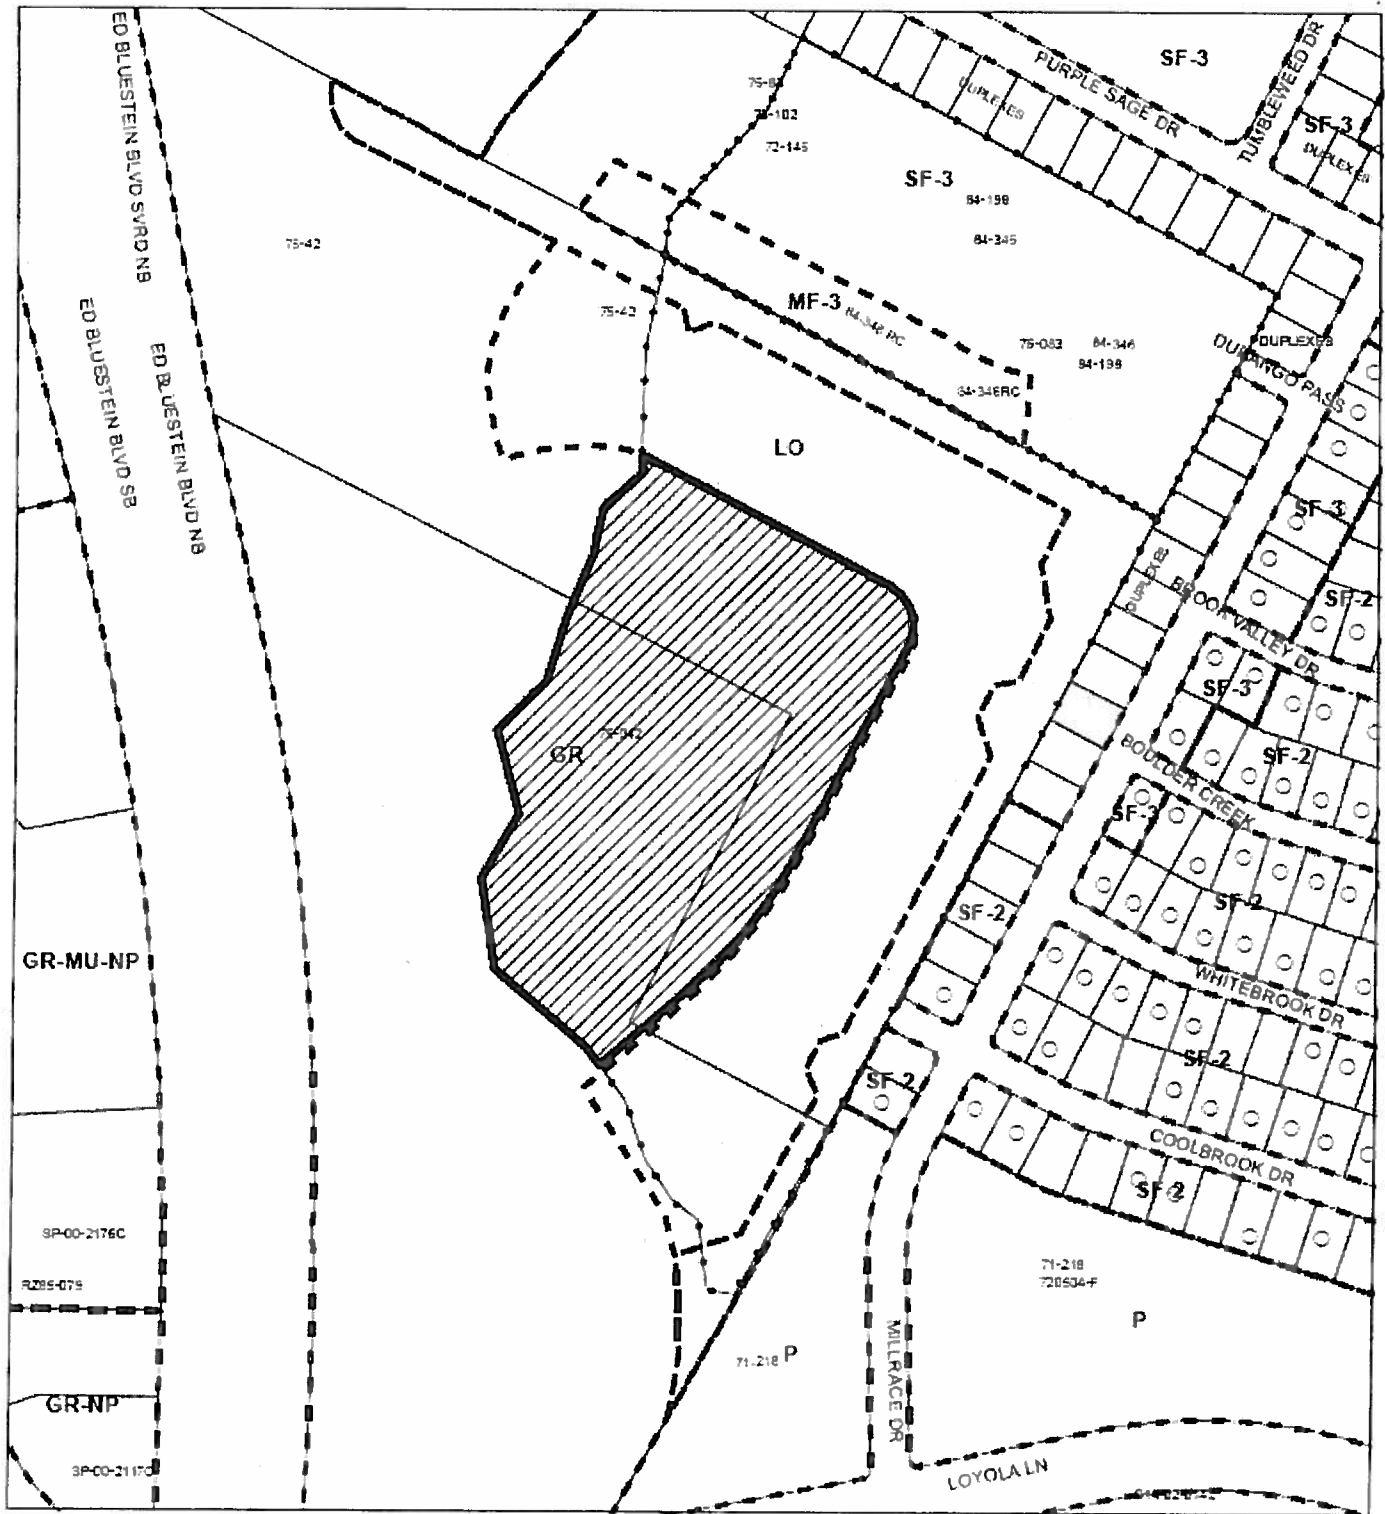 ED BLUESTEIN BLVD SVRD NB
ED BLUESTEIN BLVD SB
ED BLUESTEIN BLVD NB
SF-3
PURPLE SAGE DR
TUMBLEWEED DR
DUPLEXES
SF-3
DUPLEXES
72-145
SF-3
84-198
84-345
75-42
75-42
MF-3
84-346RC
75-083
84-346
84-198
DUPLEXES
DURANGO PASS
LO
SF-3
DUPLEXES
BROOK VALLEY DR
SF-2
SF-3
SF-2
BOULDER CREEK
SF-3
GR
SF-2
SF-2
WHITEBROOK DR
GR-MU-NP
SF-2
SF-2
COOLBROOK DR
SF-2
SP-00-2176C
RZ85-079
71-218
P
71-218 P
MILLRACE DR
GR-NP
LOYOLA LN